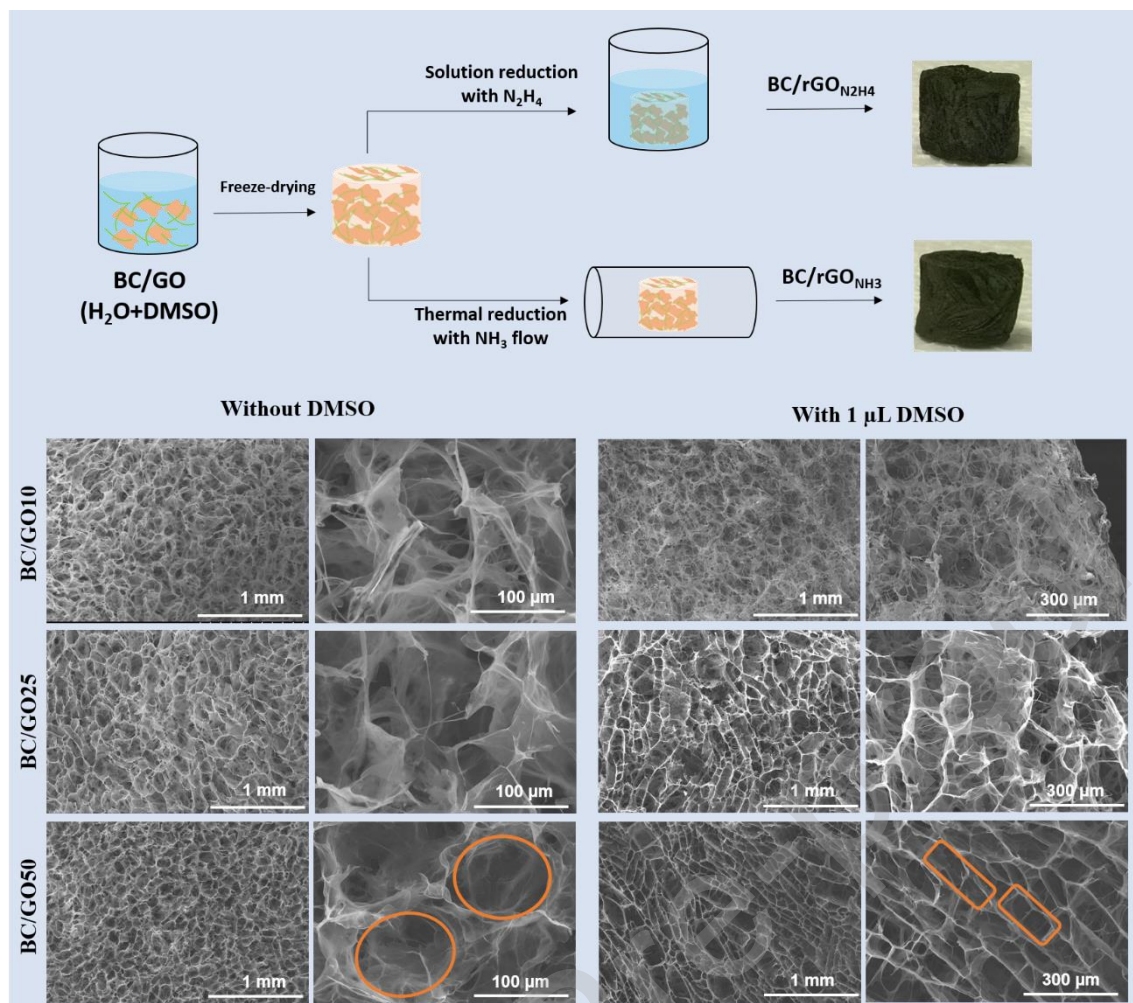 Solution reduction
with N₂H₄
BC/rGO_N2H4
Freeze-drying
BC/GO
(H₂O+DMSO)
Thermal reduction
with NH₃ flow
BC/rGO_NH3
Without DMSO
With 1 μL DMSO
BC/GO10
1 mm
100 μm
1 mm
300 μm
BC/GO25
1 mm
100 μm
1 mm
300 μm
BC/GO50
1 mm
100 μm
1 mm
300 μm